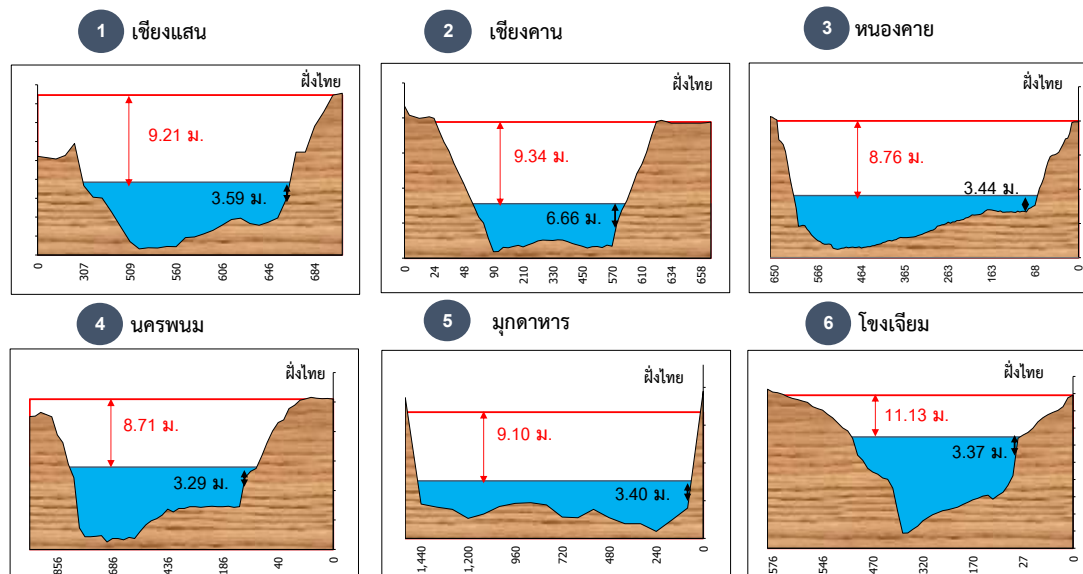 1 เชียงแสน
ฝั่งไทย
9.21 ม.
3.59 ม.
0 307 509 560 606 646 684
2 เชียงคาน
ฝั่งไทย
9.34 ม.
6.66 ม.
0 24 48 90 210 330 450 570 610 634 658
3 หนองคาย
ฝั่งไทย
8.76 ม.
3.44 ม.
650 566 464 365 263 163 68 0
4 นครพนม
ฝั่งไทย
8.71 ม.
3.29 ม.
856 686 436 186 40 0
5 มุกดาหาร
ฝั่งไทย
9.10 ม.
3.40 ม.
1,440 1,200 960 720 480 240 0
6 โขงเจียม
ฝั่งไทย
11.13 ม.
3.37 ม.
576 546 470 320 170 27 0